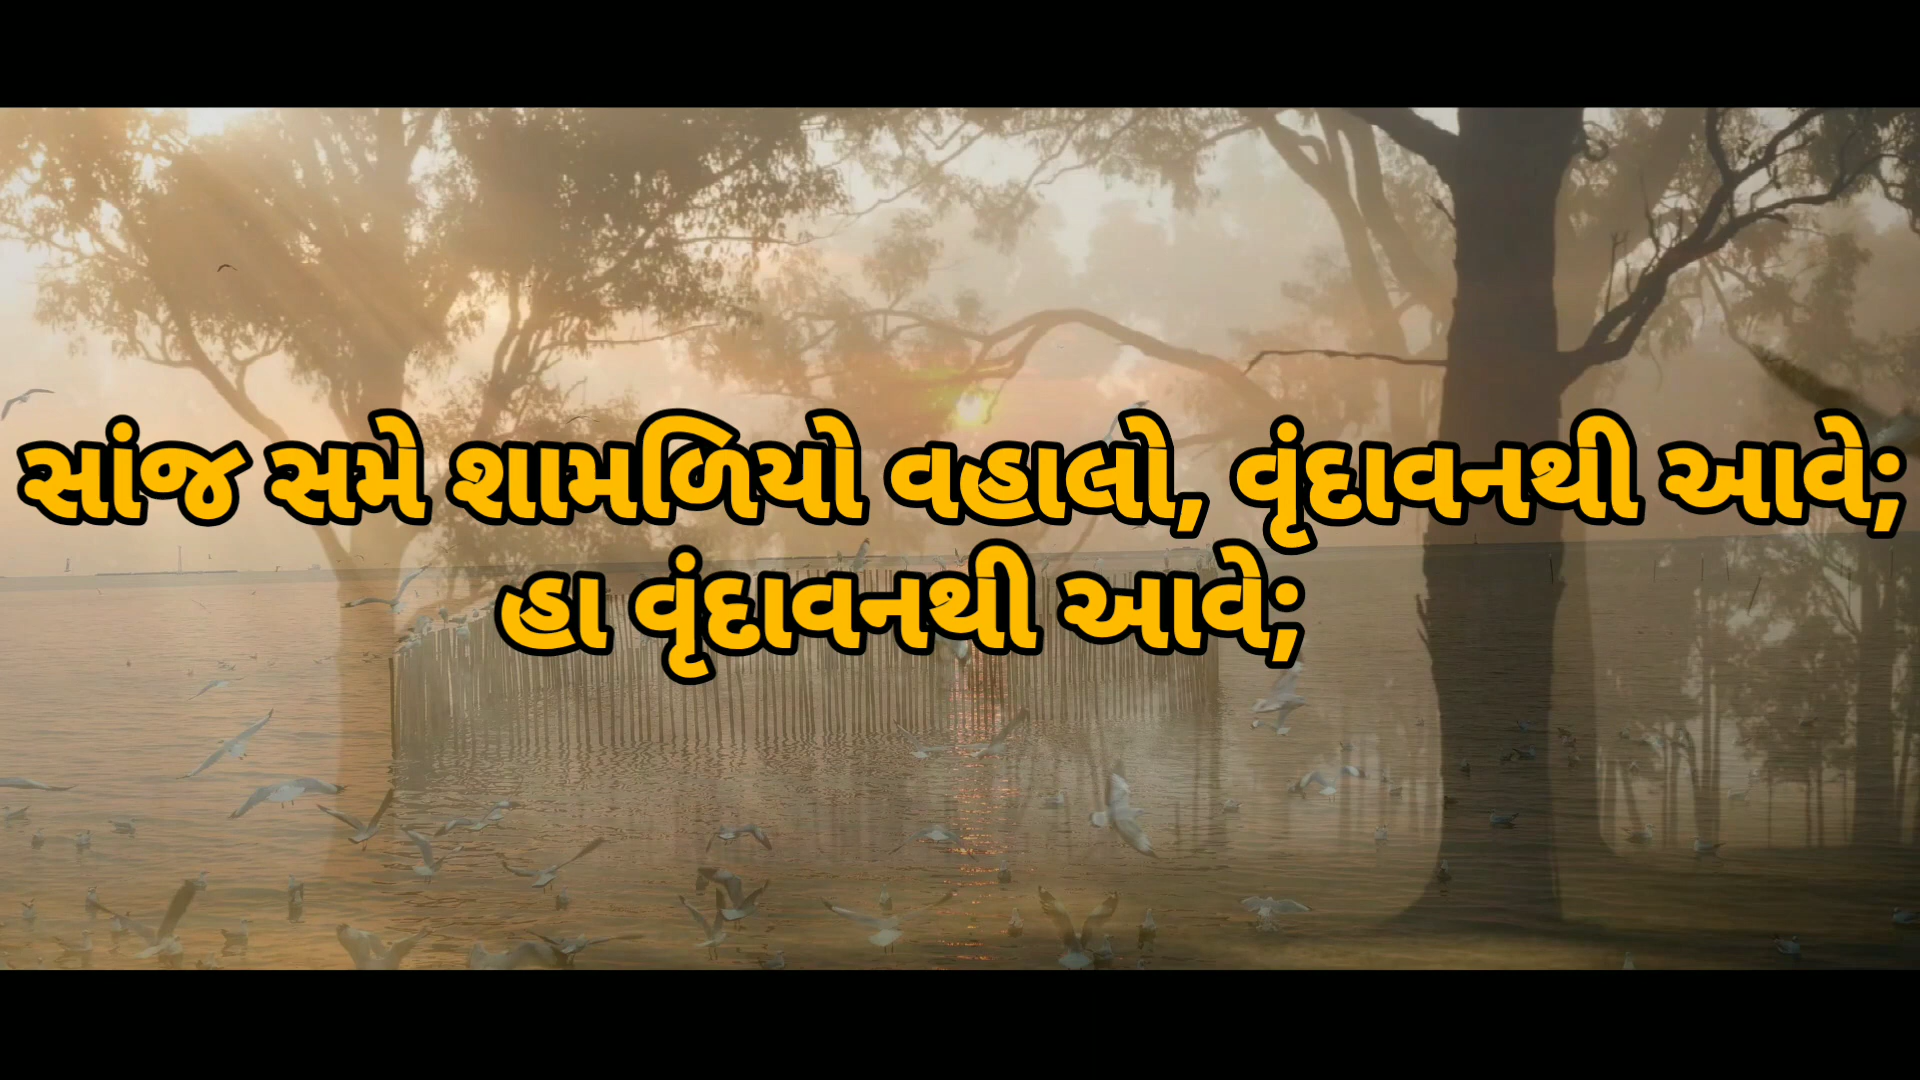 સાંજ સમે શામળિયો વહાલો, વૃંદાવનથી આવે;
હા વૃંદાવનથી આવે;